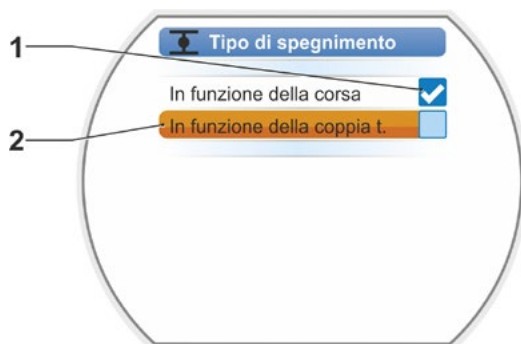 1
Tipo di spegnimento
In funzione della corsa
2
In funzione della coppia t.